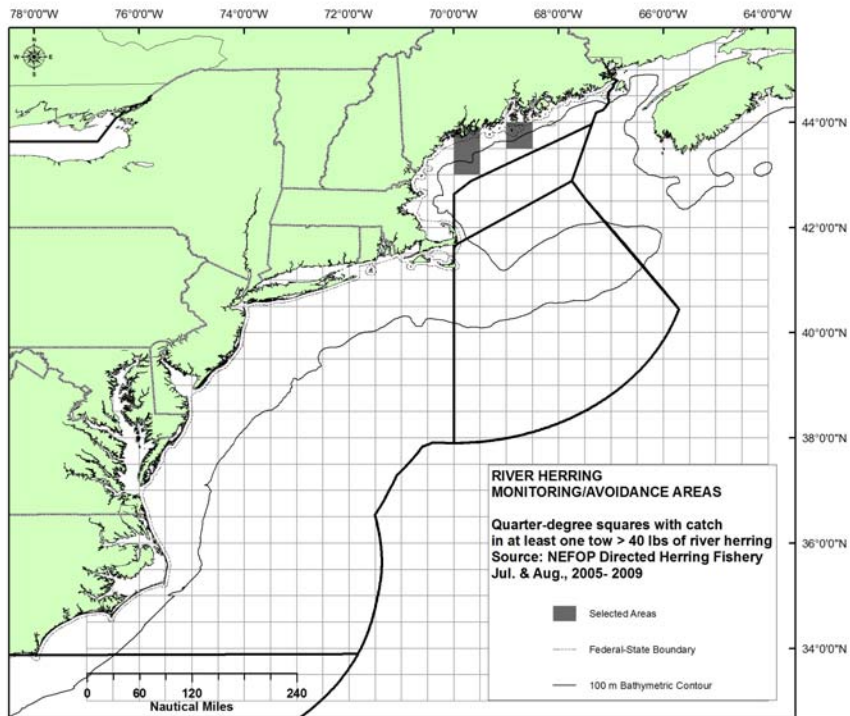 78°0'0"W 76°0'0"W 74°0'0"W 72°0'0"W 70°0'0"W 68°0'0"W 66°0'0"W 64°0'0"W
N
W E
S
44°0'0"N
42°0'0"N
40°0'0"N
38°0'0"N
36°0'0"N
34°0'0"N
RIVER HERRING
MONITORING/AVOIDANCE AREAS
Quarter-degree squares with catch
in at least one tow > 40 lbs of river herring
Source: NEFOP Directed Herring Fishery
Jul. & Aug., 2005- 2009
Selected Areas
Federal-State Boundary
100 m Bathymetric Contour
0 60 120 240
Nautical Miles